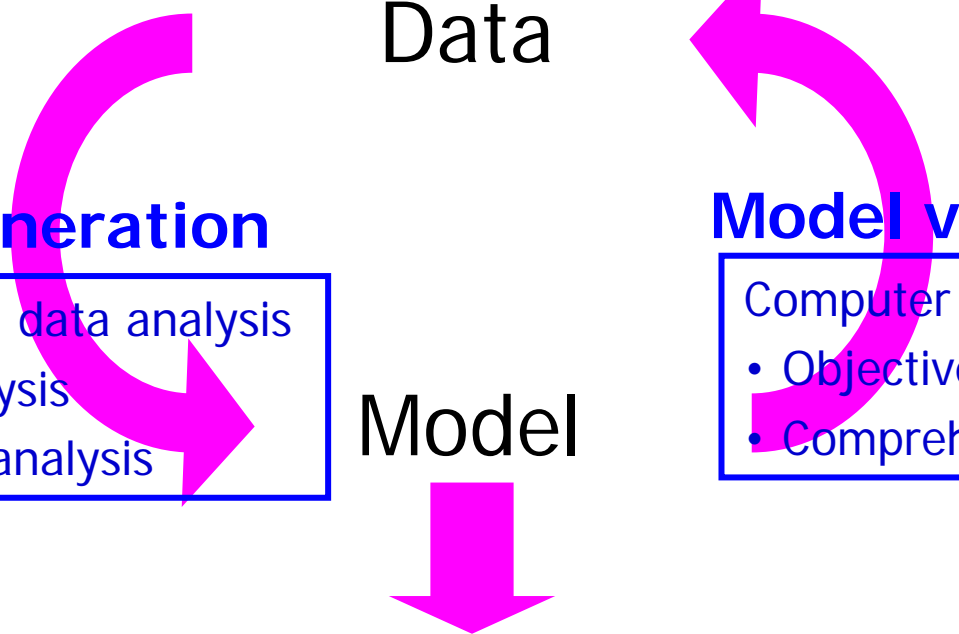 Data
neration
data analysis
ysis
analysis
Model
Model v
Computer
• Objective
• Compreh